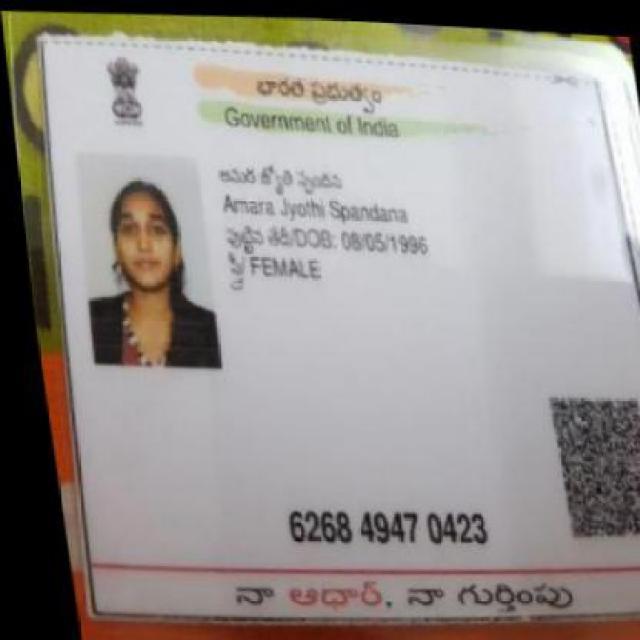 భారత ప్రభుత్వం
Government of India
అమర జ్యోతి స్పందన
Amara Jyothi Spandana
పుట్టిన తేదీ/DOB: 08/05/1996
స్త్రీ/ FEMALE
6268 4947 0423
నా ఆధార్, నా గుర్తింపు